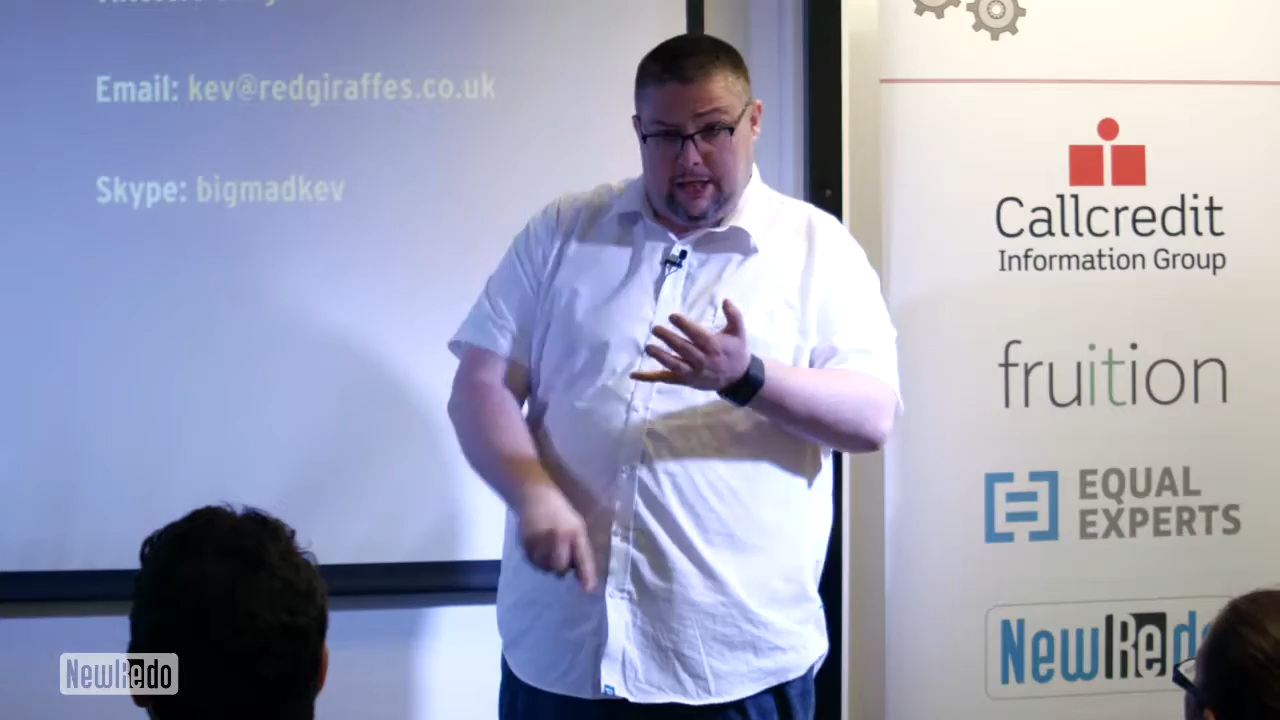 Email: kev@redgiraffes.co.uk
Skype: bigmadkev
Callcredit
Information Group
fruition
EQUAL
EXPERTS
NewRedo
NewRedo